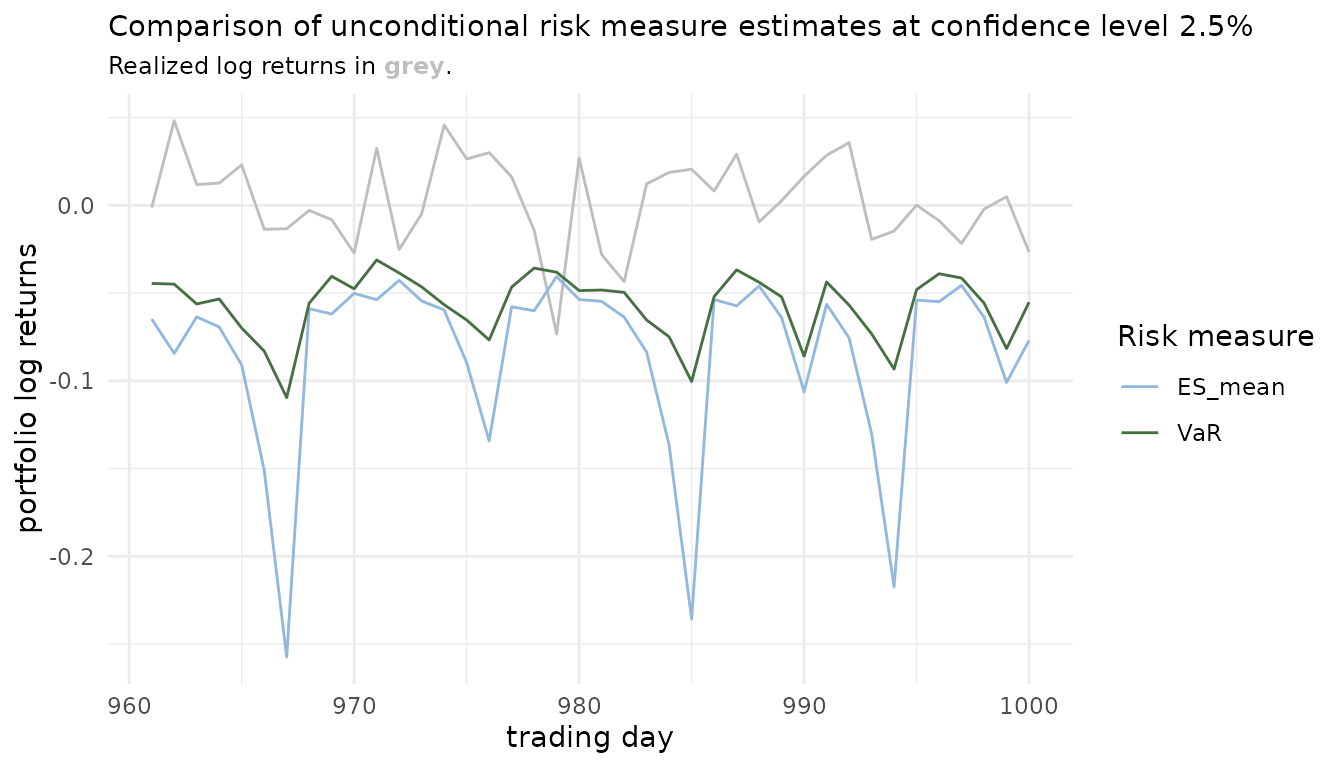 Comparison of unconditional risk measure estimates at confidence level 2.5%
Realized log returns in grey.
portfolio log returns
0.0
-0.1
-0.2
960
970
980
990
1000
trading day
Risk measure
ES_mean
VaR